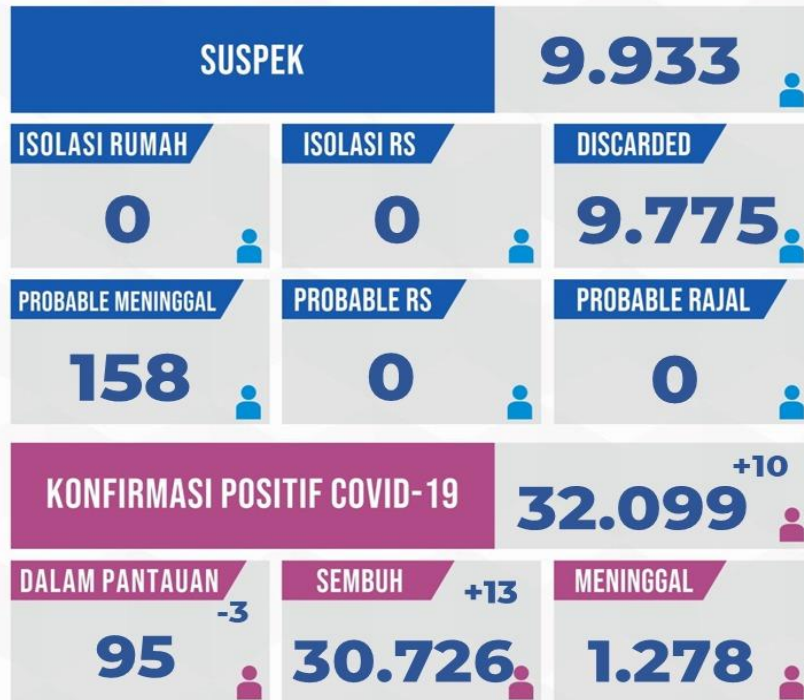 SUSPEK 9.933
ISOLASI RUMAH
0
ISOLASI RS
0
DISCARDED
9.775
PROBABLE MENINGGAL
158
PROBABLE RS
0
PROBABLE RAJAL
0
KONFIRMASI POSITIF COVID-19 32.099 +10
DALAM PANTAUAN
-3
95
SEMBUH
+13
30.726
MENINGGAL
1.278